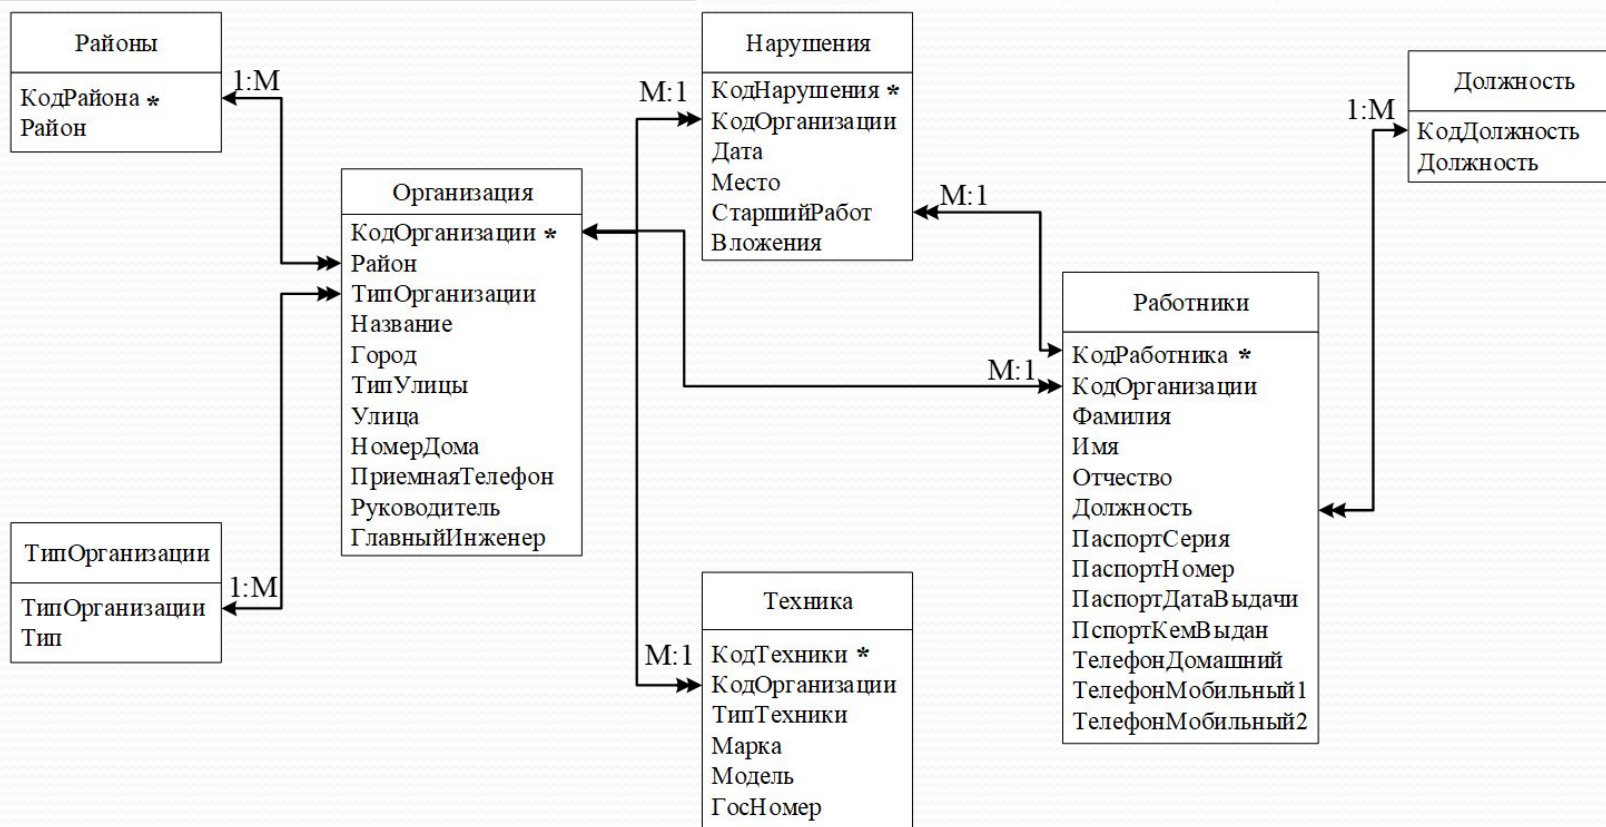 Районы
КодРайона *
Район
1:М
ТипОрганизации
ТипОрганизации
Тип
1:М
Организация
КодОрганизации *
Район
ТипОрганизации
Название
Город
ТипУлицы
Улица
НомерДома
ПриемнаяТелефон
Руководитель
ГлавныйИнженер
М:1
Нарушения
КодНарушения *
КодОрганизации
Дата
Место
СтаршийРабот
Вложения
М:1
М:1
Техника
КодТехники *
КодОрганизации
ТипТехники
Марка
Модель
ГосНомер
М:1
Работники
КодРаботника *
КодОрганизации
Фамилия
Имя
Отчество
Должность
ПаспортСерия
ПаспортНомер
ПаспортДатаВыдачи
ПспортКемВыдан
ТелефонДомашний
ТелефонМобильный1
ТелефонМобильный2
1:М
Должность
КодДолжность
Должность